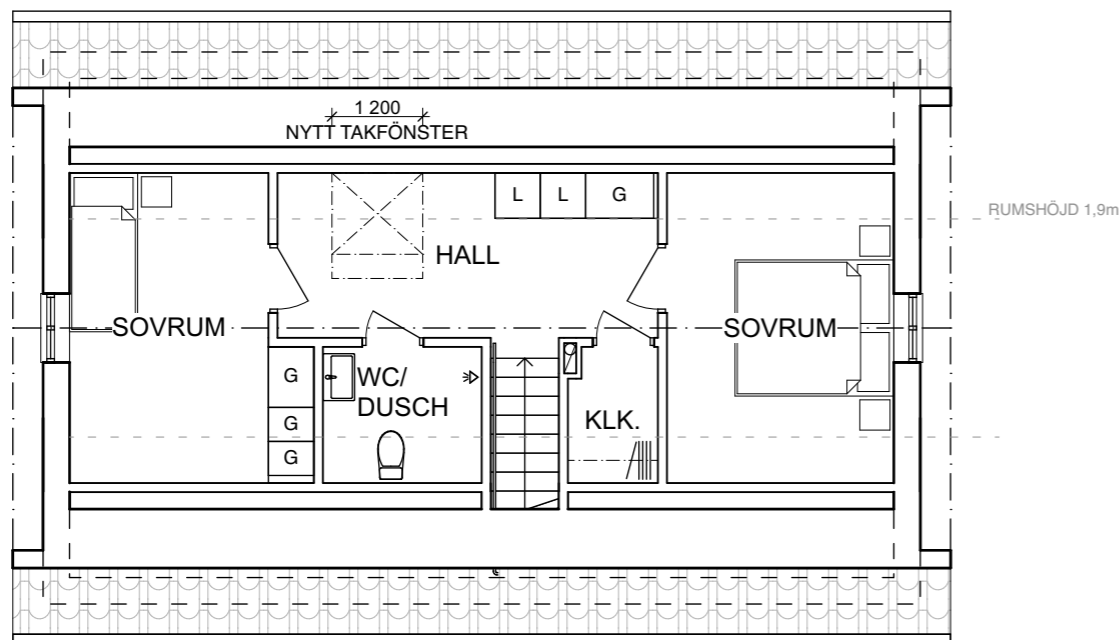 1 200
NYTT TAKFÖNSTER
L L G
RUMSHÖJD 1,9m
HALL
SOVRUM
SOVRUM
G
WC/
DUSCH
G
KLK.
G